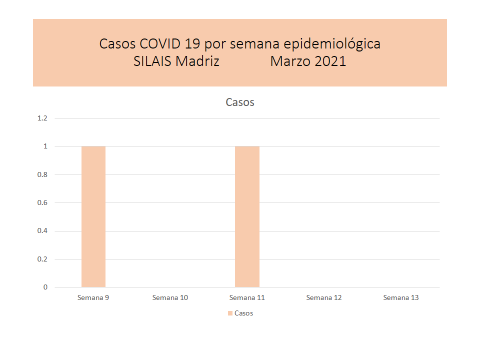 Casos COVID 19 por semana epidemiológica
SILAIS Madriz Marzo 2021
Casos
1.2
1
0.8
0.6
0.4
0.2
0
Semana 9 Semana 10 Semana 11 Semana 12 Semana 13
Casos